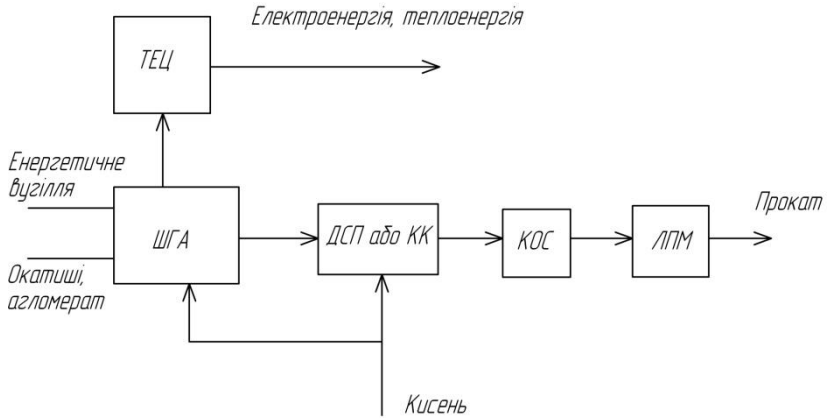 Електроенергія, теплоенергія
ТЕЦ
Енергетичне
вугілля
ШГА
ДСП або КК
КОС
ЛПМ
Прокат
Окатиші,
агломерат
Кисень